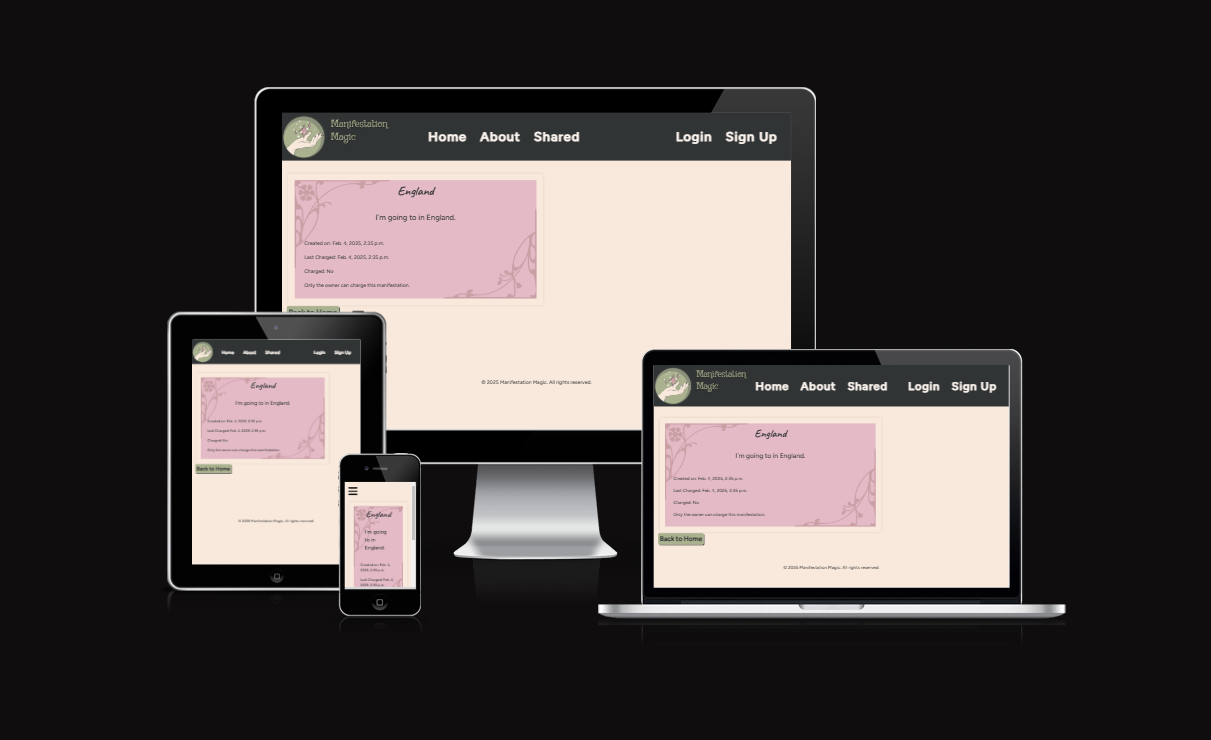 Manifestation
Magic
Home About Shared Login Sign Up
England
I'm going to in England.
Created on: Feb. 4, 2025, 2:35 p.m.
Last Charged: Feb. 4, 2025, 2:35 p.m.
Charged: No
Only the owner can charge this manifestation.
Back to Home
© 2025 Manifestation Magic. All rights reserved.
Home About Shared Login Sign Up
England
I'm going to in England.
Created on: Feb. 4, 2025, 2:35 p.m.
Last Charged: Feb. 4, 2025, 2:35 p.m.
Charged: No
Only the owner can charge this manifestation.
Back to Home
© 2025 Manifestation Magic. All rights reserved.
England
I'm going
to in
England.
Created on: Feb. 4,
2025, 2:35 p.m.
Last Charged: Feb. 4,
2025, 2:35 p.m.
Manifestation
Magic
Home About Shared Login Sign Up
England
I'm going to in England.
Created on: Feb. 4, 2025, 2:35 p.m.
Last Charged: Feb. 4, 2025, 2:35 p.m.
Charged: No
Only the owner can charge this manifestation.
Back to Home
© 2025 Manifestation Magic. All rights reserved.